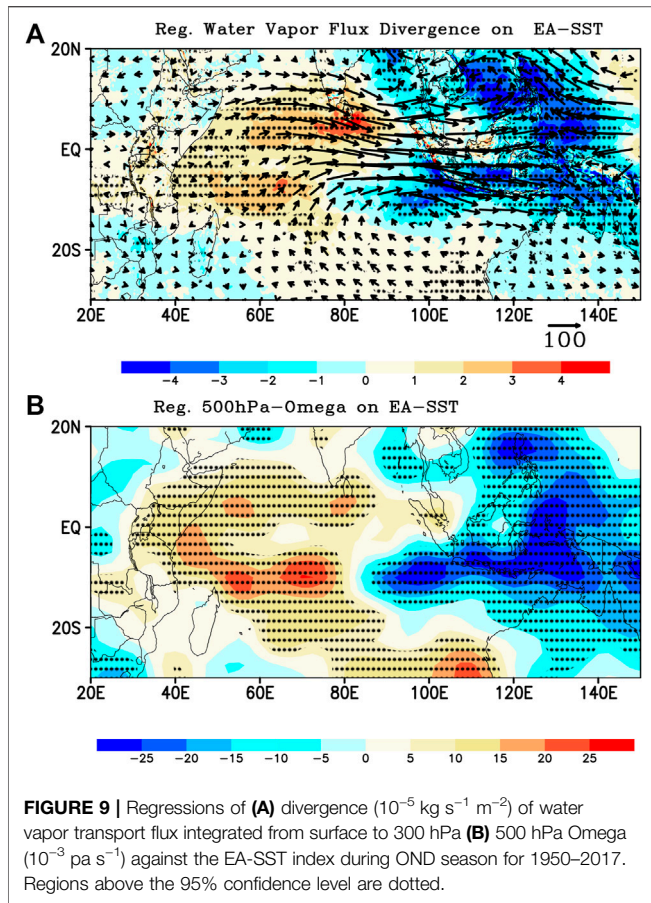 A
Reg. Water Vapor Flux Divergence on EA-SST
20N
EQ
20S
20E 40E 60E 80E 100E 120E 140E
100
-4 -3 -2 -1 0 1 2 3 4
B
Reg. 500hPa-Omega on EA-SST
20N
EQ
20S
20E 40E 60E 80E 100E 120E 140E
-25 -20 -15 -10 -5 0 5 10 15 20 25
FIGURE 9 | Regressions of (A) divergence (10⁻⁵ kg s⁻¹ m⁻²) of water
vapor transport flux integrated from surface to 300 hPa (B) 500 hPa Omega
(10⁻³ pa s⁻¹) against the EA-SST index during OND season for 1950–2017.
Regions above the 95% confidence level are dotted.